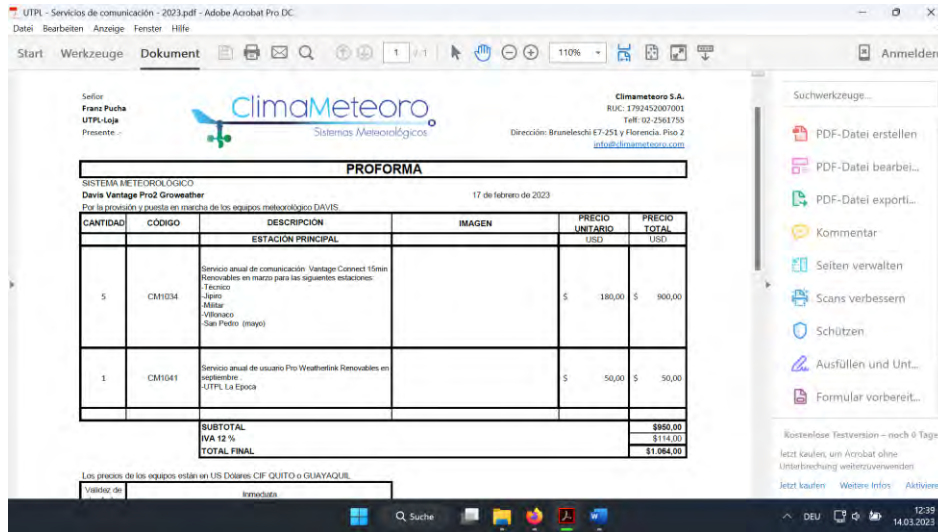 UTPL - Servicios de comunicación - 2023.pdf - Adobe Acrobat Pro DC
Datei Bearbeiten Anzeige Fenster Hilfe
Start Werkzeuge Dokument 1 / 1 110% Anmelden
Señor
Franz Pucha
UTPL-Loja
Presente .-
ClimaMeteoro
Sistemas Meteorológicos
Climameteoro S.A.
RUC: 1792452007001
Telf: 02-2561755
Dirección: Bruneleschi E7-251 y Florencia. Piso 2
info@climameteoro.com
PROFORMA
SISTEMA METEOROLÓGICO
Davis Vantage Pro2 Groweather 17 de febrero de 2023
Por la provisión y puesta en marcha de los equipos meteorológico DAVIS.
CANTIDAD CÓDIGO DESCRIPCIÓN IMAGEN PRECIO UNITARIO PRECIO TOTAL
ESTACIÓN PRINCIPAL USD USD
Servicio anual de comunicación Vantage Connect 15min
Renovables en marzo para las siguientes estaciones:
-Técnico
-Jipiro
-Militar
-Villonaco
-San Pedro (mayo)
5 CM1034 $ 180,00 $ 900,00
Servicio anual de usuario Pro Weatherlink Renovables en
septiembre .
-UTPL La Epoca
1 CM1041 $ 50,00 $ 50,00
SUBTOTAL $950,00
IVA 12 % $114,00
TOTAL FINAL $1.064,00
Los precios de los equipos están en US Dólares CIF QUITO o GUAYAQUIL
Validez de
Inmediata
Suchwerkzeuge...
PDF-Datei erstellen
PDF-Datei bearbei...
PDF-Datei exporti...
Kommentar
Seiten verwalten
Scans verbessern
Schützen
Ausfüllen und Unt...
Formular vorbereit...
Kostenlose Testversion – noch 0 Tage
Jetzt kaufen, um Acrobat ohne
Unterbrechung weiterzuverwenden
Jetzt kaufen Weitere Infos Aktiviere
Suche
DEU
12:39
14.03.2023